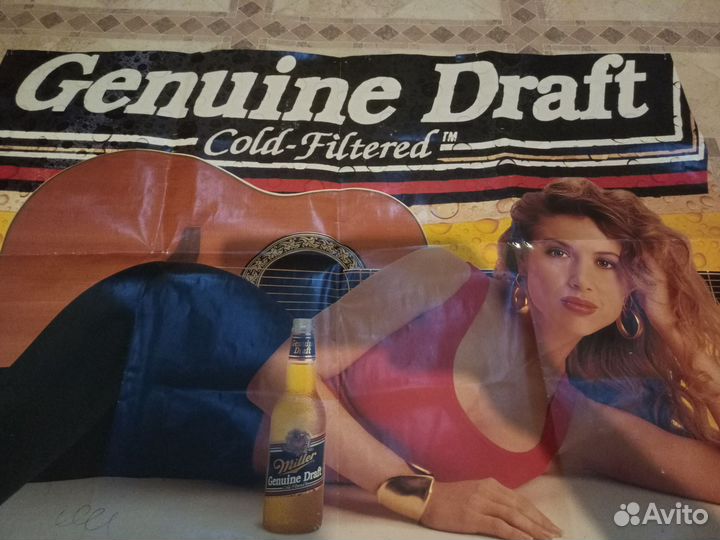 Genuine Draft
Cold-Filtered™
Genuine
Draft
Miller
Genuine Draft
Avito